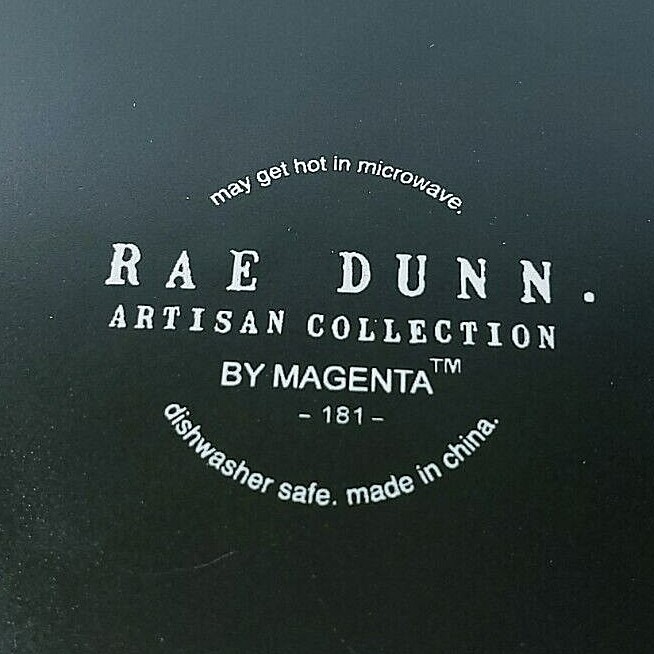 may get hot in microwave.
RAE DUNN.
ARTISAN COLLECTION
BY MAGENTA™
- 181 -
dishwasher safe. made in china.